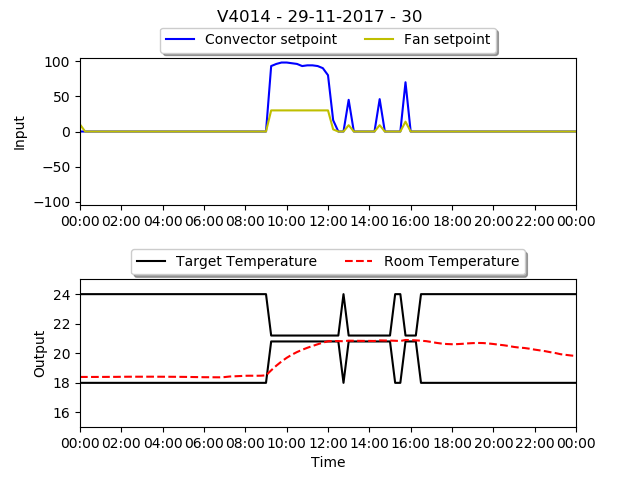 V4014 - 29-11-2017 - 30
Convector setpoint Fan setpoint
100
50
0
−50
−100
Input
00:00 02:00 04:00 06:00 08:00 10:00 12:00 14:00 16:00 18:00 20:00 22:00 00:00
Target Temperature Room Temperature
24
22
20
18
16
Output
00:00 02:00 04:00 06:00 08:00 10:00 12:00 14:00 16:00 18:00 20:00 22:00 00:00
Time